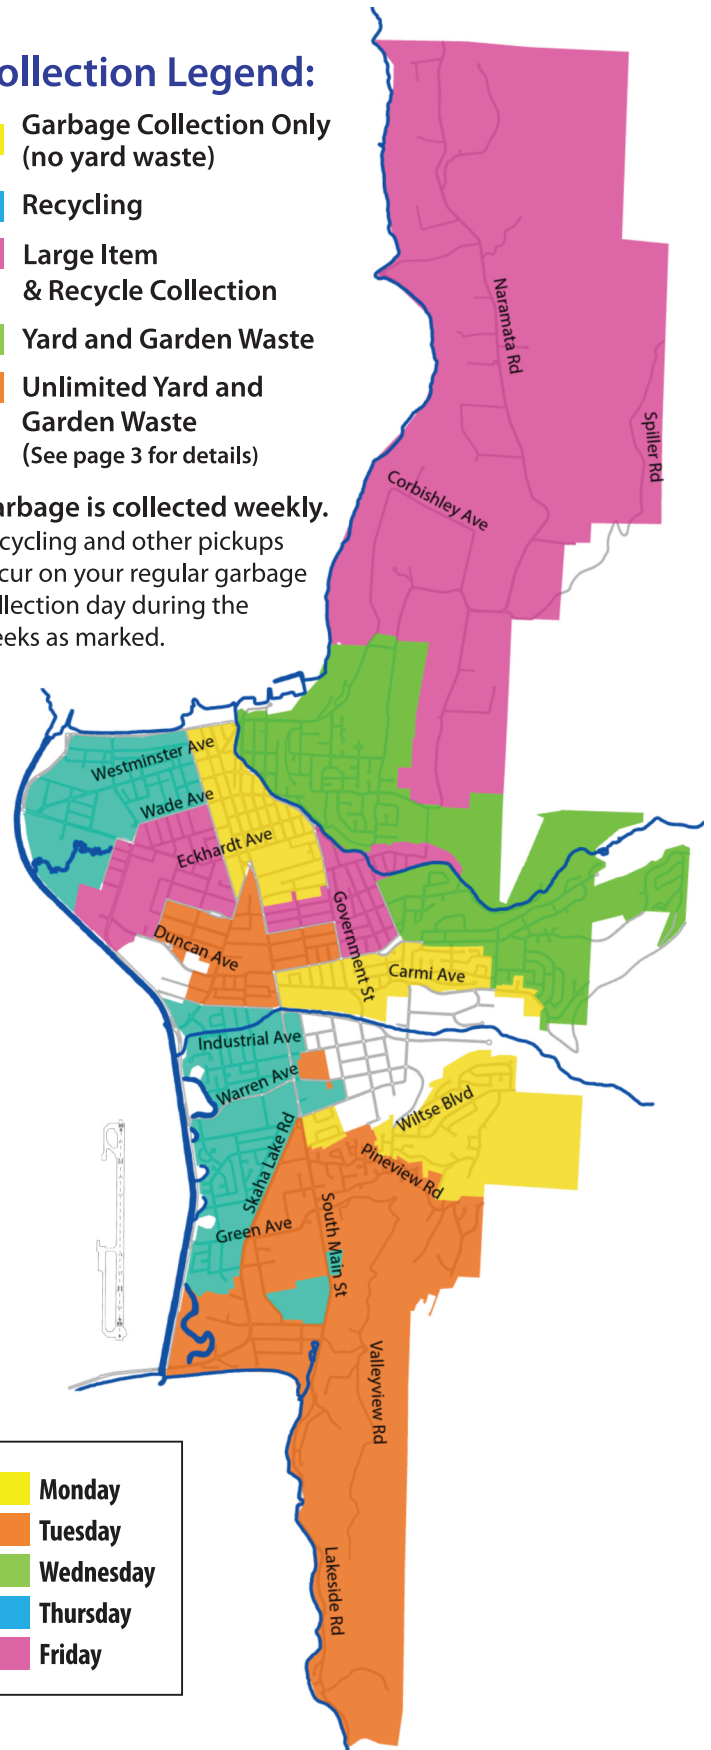 ollection Legend:
Garbage Collection Only
(no yard waste)
Recycling
Large Item
& Recycle Collection
Yard and Garden Waste
Unlimited Yard and
Garden Waste
(See page 3 for details)
arbage is collected weekly.
cycling and other pickups
cur on your regular garbage
llection day during the
eeks as marked.
Naramata Rd
Spiller Rd
Corbishley Ave
Westminster Ave
Wade Ave
Eckhardt Ave
Government St
Duncan Ave
Carmi Ave
Industrial Ave
Warren Ave
Wiltse Blvd
Skaha Lake Rd
Pineview Rd
Green Ave
South Main St
Valleyview Rd
Lakeside Rd
Monday
Tuesday
Wednesday
Thursday
Friday